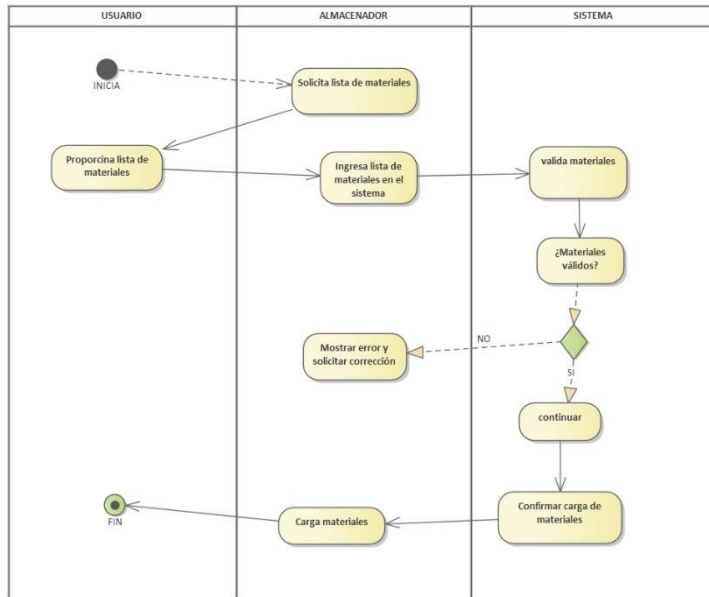 USUARIO
ALMACENADOR
SISTEMA
INICIA
Solicita lista de materiales
Proporcina lista de
materiales
Ingresa lista de
materiales en el
sistema
valida materiales
¿Materiales
válidos?
NO
Mostrar error y
solicitar corrección
SI
continuar
Confirmar carga de
materiales
Carga materiales
FIN